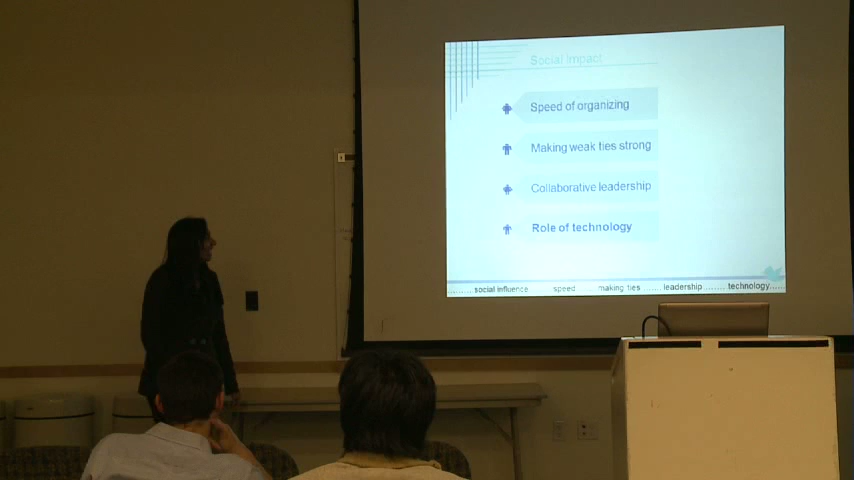 Social Impact
Speed of organizing
Making weak ties strong
Collaborative leadership
Role of technology
......... social influence ......... speed ......... making ties ....... leadership ........ technology......